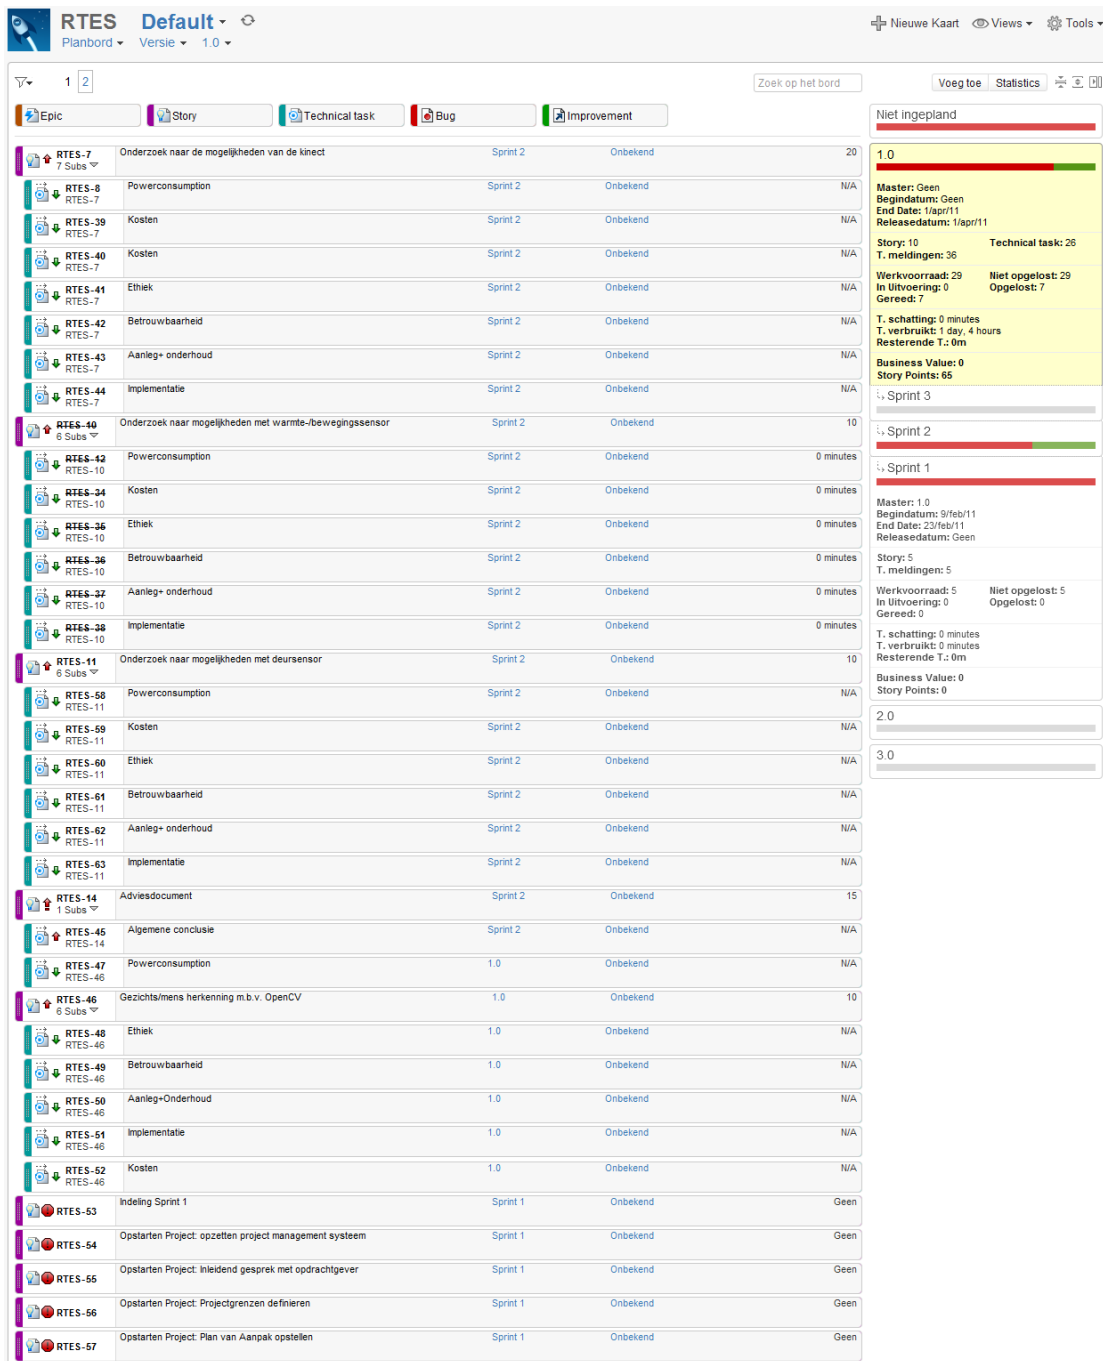 RTES Default
Planbord Versie 1.0
Nieuwe Kaart Views Tools
1 2
Zoek op het bord
Voeg toe Statistics
Epic Story Technical task Bug Improvement
RTES-7 Onderzoek naar de mogelijkheden van de kinect Sprint 2 Onbekend 20
7 Subs
RTES-8 Powerconsumption Sprint 2 Onbekend N/A
RTES-7
RTES-39 Kosten Sprint 2 Onbekend N/A
RTES-7
RTES-40 Kosten Sprint 2 Onbekend N/A
RTES-7
RTES-41 Ethiek Sprint 2 Onbekend N/A
RTES-7
RTES-42 Betrouwbaarheid Sprint 2 Onbekend N/A
RTES-7
RTES-43 Aanleg+ onderhoud Sprint 2 Onbekend N/A
RTES-7
RTES-44 Implementatie Sprint 2 Onbekend N/A
RTES-7
RTES-10 Onderzoek naar mogelijkheden met warmte-/bewegingssensor Sprint 2 Onbekend 10
6 Subs
RTES-12 Powerconsumption Sprint 2 Onbekend 0 minutes
RTES-10
RTES-34 Kosten Sprint 2 Onbekend 0 minutes
RTES-10
RTES-35 Ethiek Sprint 2 Onbekend 0 minutes
RTES-10
RTES-36 Betrouwbaarheid Sprint 2 Onbekend 0 minutes
RTES-10
RTES-37 Aanleg+ onderhoud Sprint 2 Onbekend 0 minutes
RTES-10
RTES-38 Implementatie Sprint 2 Onbekend 0 minutes
RTES-10
RTES-11 Onderzoek naar mogelijkheden met deursensor Sprint 2 Onbekend 10
6 Subs
RTES-58 Powerconsumption Sprint 2 Onbekend N/A
RTES-11
RTES-59 Kosten Sprint 2 Onbekend N/A
RTES-11
RTES-60 Ethiek Sprint 2 Onbekend N/A
RTES-11
RTES-61 Betrouwbaarheid Sprint 2 Onbekend N/A
RTES-11
RTES-62 Aanleg+ onderhoud Sprint 2 Onbekend N/A
RTES-11
RTES-63 Implementatie Sprint 2 Onbekend N/A
RTES-11
RTES-14 Adviesdocument Sprint 2 Onbekend 15
1 Subs
RTES-45 Algemene conclusie Sprint 2 Onbekend N/A
RTES-14
RTES-47 Powerconsumption 1.0 Onbekend N/A
RTES-46
RTES-46 Gezichts/mens herkenning m.b.v. OpenCV 1.0 Onbekend 10
6 Subs
RTES-48 Ethiek 1.0 Onbekend N/A
RTES-46
RTES-49 Betrouwbaarheid 1.0 Onbekend N/A
RTES-46
RTES-50 Aanleg+Onderhoud 1.0 Onbekend N/A
RTES-46
RTES-51 Implementatie 1.0 Onbekend N/A
RTES-46
RTES-52 Kosten 1.0 Onbekend N/A
RTES-46
RTES-53 Indeling Sprint 1 Sprint 1 Onbekend Geen
RTES-54 Opstarten Project: opzetten project management systeem Sprint 1 Onbekend Geen
RTES-55 Opstarten Project: Inleidend gesprek met opdrachtgever Sprint 1 Onbekend Geen
RTES-56 Opstarten Project: Projectgrenzen definieren Sprint 1 Onbekend Geen
RTES-57 Opstarten Project: Plan van Aanpak opstellen Sprint 1 Onbekend Geen
Niet ingepland
1.0
Master: Geen
Begindatum: Geen
End Date: 1/apr/11
Releasedatum: 1/apr/11
Story: 10 Technical task: 26
T. meldingen: 36
Werkvoorraad: 29 Niet opgelost: 29
In Uitvoering: 0 Opgelost: 7
Gereed: 7
T. schatting: 0 minutes
T. verbruikt: 1 day, 4 hours
Resterende T.: 0m
Business Value: 0
Story Points: 65
Sprint 3
Sprint 2
Sprint 1
Master: 1.0
Begindatum: 9/feb/11
End Date: 23/feb/11
Releasedatum: Geen
Story: 5
T. meldingen: 5
Werkvoorraad: 5 Niet opgelost: 5
In Uitvoering: 0 Opgelost: 0
Gereed: 0
T. schatting: 0 minutes
T. verbruikt: 0 minutes
Resterende T.: 0m
Business Value: 0
Story Points: 0
2.0
3.0